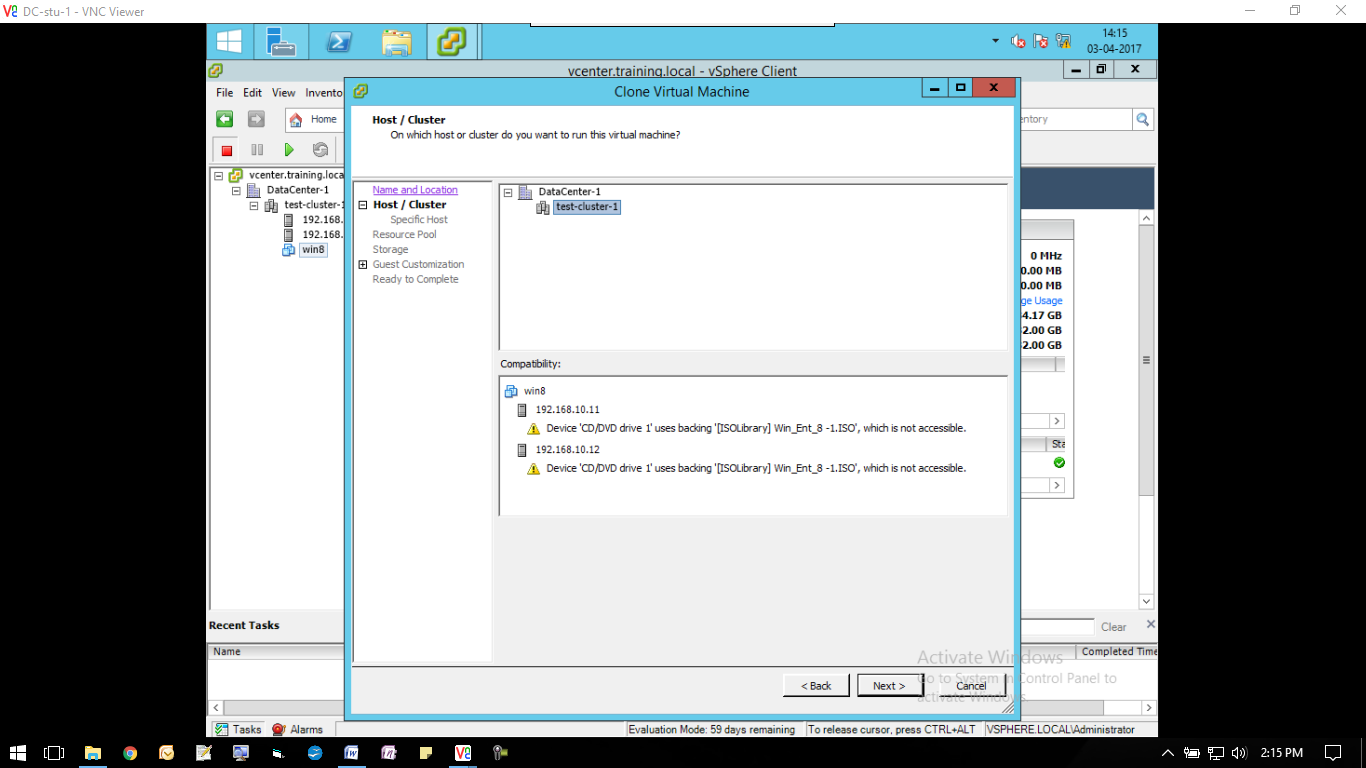 DC-stu-1 - VNC Viewer
14:15
03-04-2017
vcenter.training.local - vSphere Client
File Edit View Invento
Clone Virtual Machine
Home
entory
Host / Cluster
On which host or cluster do you want to run this virtual machine?
vcenter.training.loca
DataCenter-1
test-cluster-1
192.168.
192.168.
win8
Name and Location
Host / Cluster
Specific Host
Resource Pool
Storage
Guest Customization
Ready to Complete
DataCenter-1
test-cluster-1
0 MHz
0.00 MB
0.00 MB
ge Usage
4.17 GB
2.00 GB
2.00 GB
Compatibility:
win8
192.168.10.11
Device 'CD/DVD drive 1' uses backing '[ISOLibrary] Win_Ent_8 -1.ISO', which is not accessible.
192.168.10.12
Device 'CD/DVD drive 1' uses backing '[ISOLibrary] Win_Ent_8 -1.ISO', which is not accessible.
Sta
Recent Tasks
Clear
Name
Completed Time
Activate Windows
Go to System in Control Panel to
activate Windows.
< Back Next > Cancel
Tasks Alarms
Evaluation Mode: 59 days remaining
To release cursor, press CTRL+ALT
VSPHERE.LOCAL\Administrator
2:15 PM